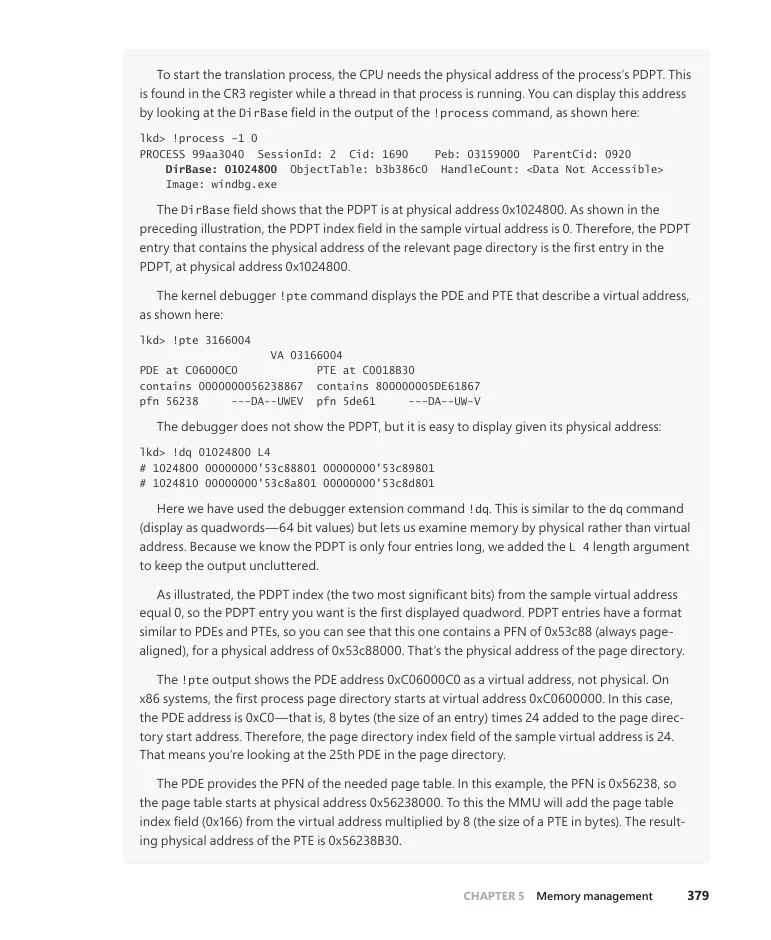 To start the translation process, the CPU needs the physical address of the process's PDPT. This
is found in the CR3 register while a thread in that process is running. You can display this address
by looking at the DirBase field in the output of the !process command, as shown here:
lkd> !process -1 0
PROCESS 99aa3040  SessionId: 2  Cid: 1690    Peb: 03159000  ParentCid: 0920
    DirBase: 01024800  ObjectTable: b3b386c0  HandleCount: <Data Not Accessible>
    Image: windbg.exe
The DirBase field shows that the PDPT is at physical address 0x1024800. As shown in the
preceding illustration, the PDPT index field in the sample virtual address is 0. Therefore, the PDPT
entry that contains the physical address of the relevant page directory is the first entry in the
PDPT, at physical address 0x1024800.
The kernel debugger !pte command displays the PDE and PTE that describe a virtual address,
as shown here:
lkd> !pte 3166004
                    VA 03166004
PDE at C06000C0            PTE at C0018B30
contains 0000000056238867  contains 800000005DE61867
pfn 56238     ---DA--UWEV  pfn 5de61     ---DA--UW-V
The debugger does not show the PDPT, but it is easy to display given its physical address:
lkd> !dq 01024800 L4
# 1024800 00000000'53c88801 00000000'53c89801
# 1024810 00000000'53c8a801 00000000'53c8d801
Here we have used the debugger extension command !dq. This is similar to the dq command
(display as quadwords—64 bit values) but lets us examine memory by physical rather than virtual
address. Because we know the PDPT is only four entries long, we added the L 4 length argument
to keep the output uncluttered.
As illustrated, the PDPT index (the two most significant bits) from the sample virtual address
equal 0, so the PDPT entry you want is the first displayed quadword. PDPT entries have a format
similar to PDEs and PTEs, so you can see that this one contains a PFN of 0x53c88 (always page-
aligned), for a physical address of 0x53c88000. That's the physical address of the page directory.
The !pte output shows the PDE address 0xC06000C0 as a virtual address, not physical. On
x86 systems, the first process page directory starts at virtual address 0xC0600000. In this case,
the PDE address is 0xC0—that is, 8 bytes (the size of an entry) times 24 added to the page direc-
tory start address. Therefore, the page directory index field of the sample virtual address is 24.
That means you're looking at the 25th PDE in the page directory.
The PDE provides the PFN of the needed page table. In this example, the PFN is 0x56238, so
the page table starts at physical address 0x56238000. To this the MMU will add the page table
index field (0x166) from the virtual address multiplied by 8 (the size of a PTE in bytes). The result-
ing physical address of the PTE is 0x56238B30.
CHAPTER 5 Memory management 379